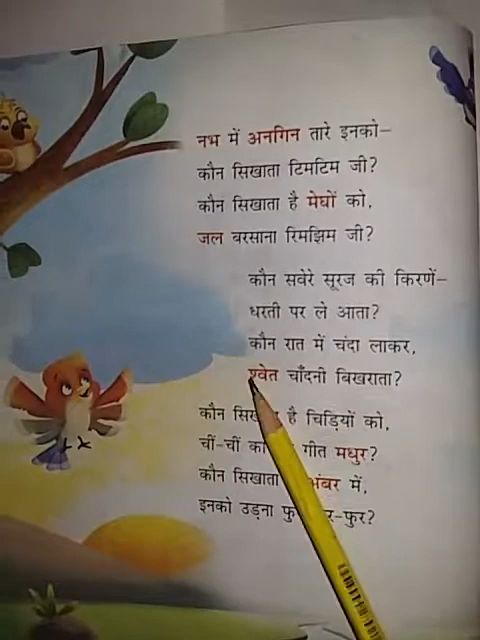 नभ में अनगिन तारे इनको–
कौन सिखाता टिमटिम जी?
कौन सिखाता है मेघों को,
जल बरसाना रिमझिम जी?
कौन सवेरे सूरज की किरणें–
धरती पर ले आता?
कौन रात में चंदा लाकर,
श्वेत चाँदनी बिखराता?
कौन है चिड़ियों को,
चीं-चीं गीत मधुर?
कौन सिखाता अंबर में,
इनको उड़ना फुर?